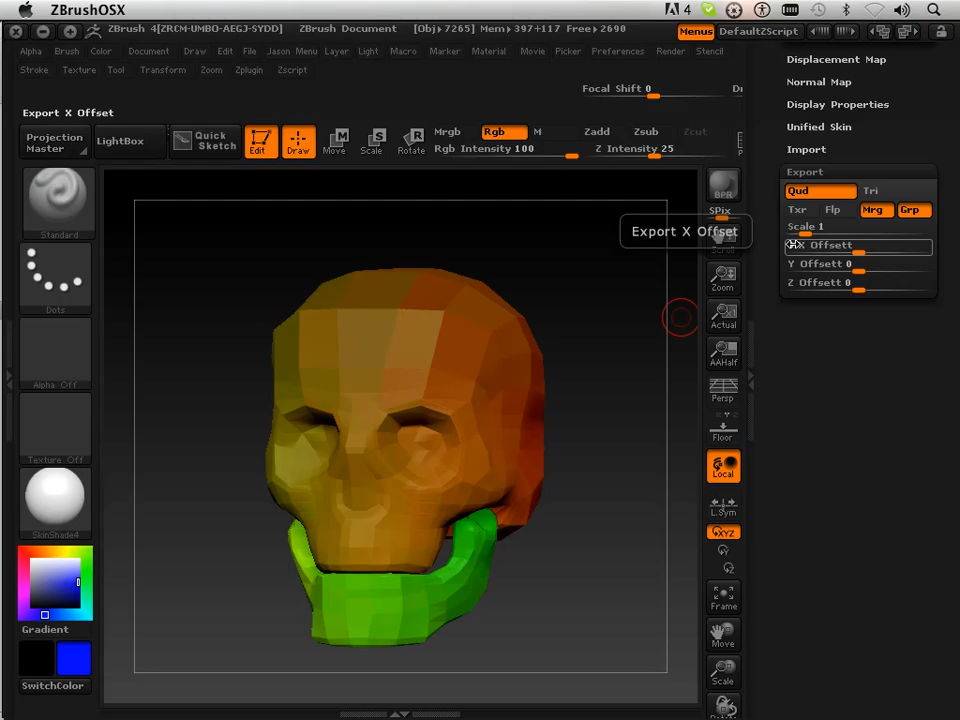 ZBrushOSX
4
ZBrush 4[ZRCM-UMBO-AEGJ-SYDD] ZBrush Document [Obj▸7265] Mem▸397+117 Free▸2690 Menus DefaultZScript
Alpha Brush Color Document Draw Edit File Jason Menu Layer Light Macro Marker Material Movie Picker Preferences Render Stencil
Stroke Texture Tool Transform Zoom Zplugin Zscript
Focal Shift 0
Export X Offset
Projection Master
LightBox
Quick Sketch
Edit
Draw
Move
Scale
Rotate
Mrgb Rgb M
Rgb Intensity 100
Zadd Zsub Zcut
Z Intensity 25
Standard
Dots
Alpha Off
Texture Off
SkinShade4
Gradient
SwitchColor
Export X Offset
BPR
SPix
Scroll
Zoom
Actual
AAHalf
Persp
Floor
Local
L.Sym
XYZ
Y
Z
Frame
Move
Scale
Displacement Map
Normal Map
Display Properties
Unified Skin
Import
Export
Qud Tri
Txr Flp Mrg Grp
Scale 1
X Offsett
Y Offsett 0
Z Offsett 0